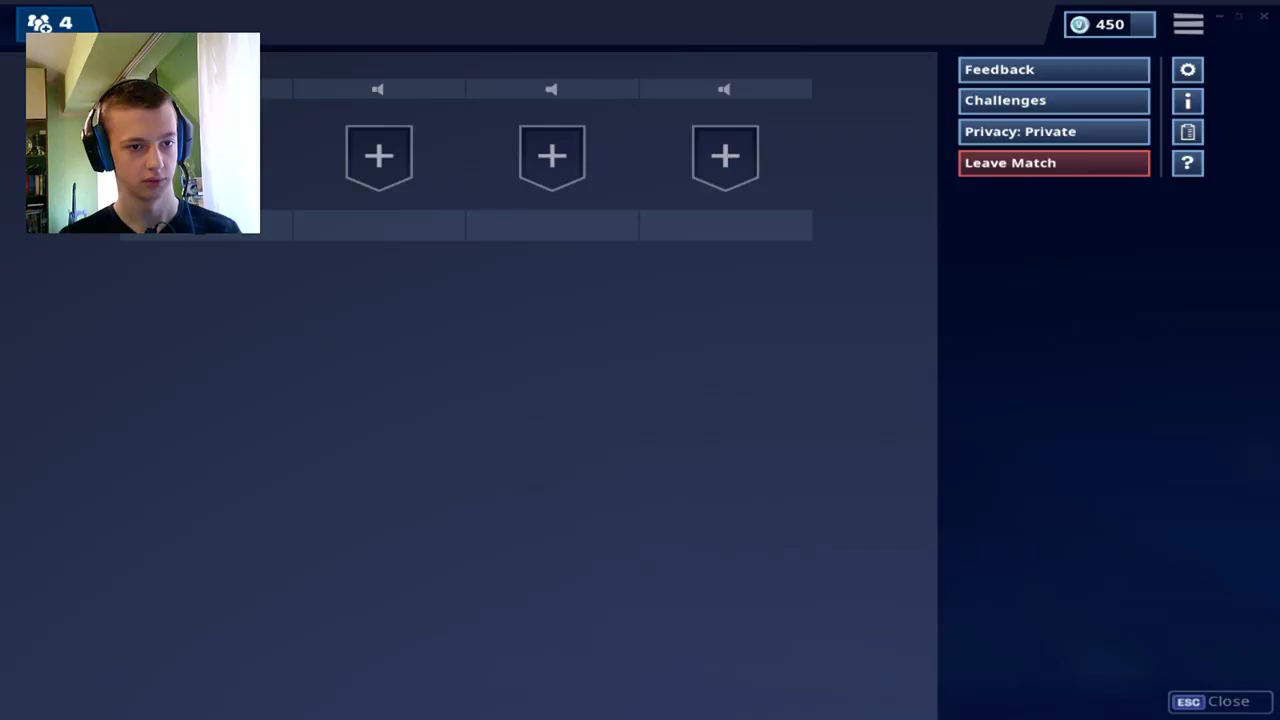 4
450
Feedback
Challenges
Privacy: Private
Leave Match
i
?
ESC Close